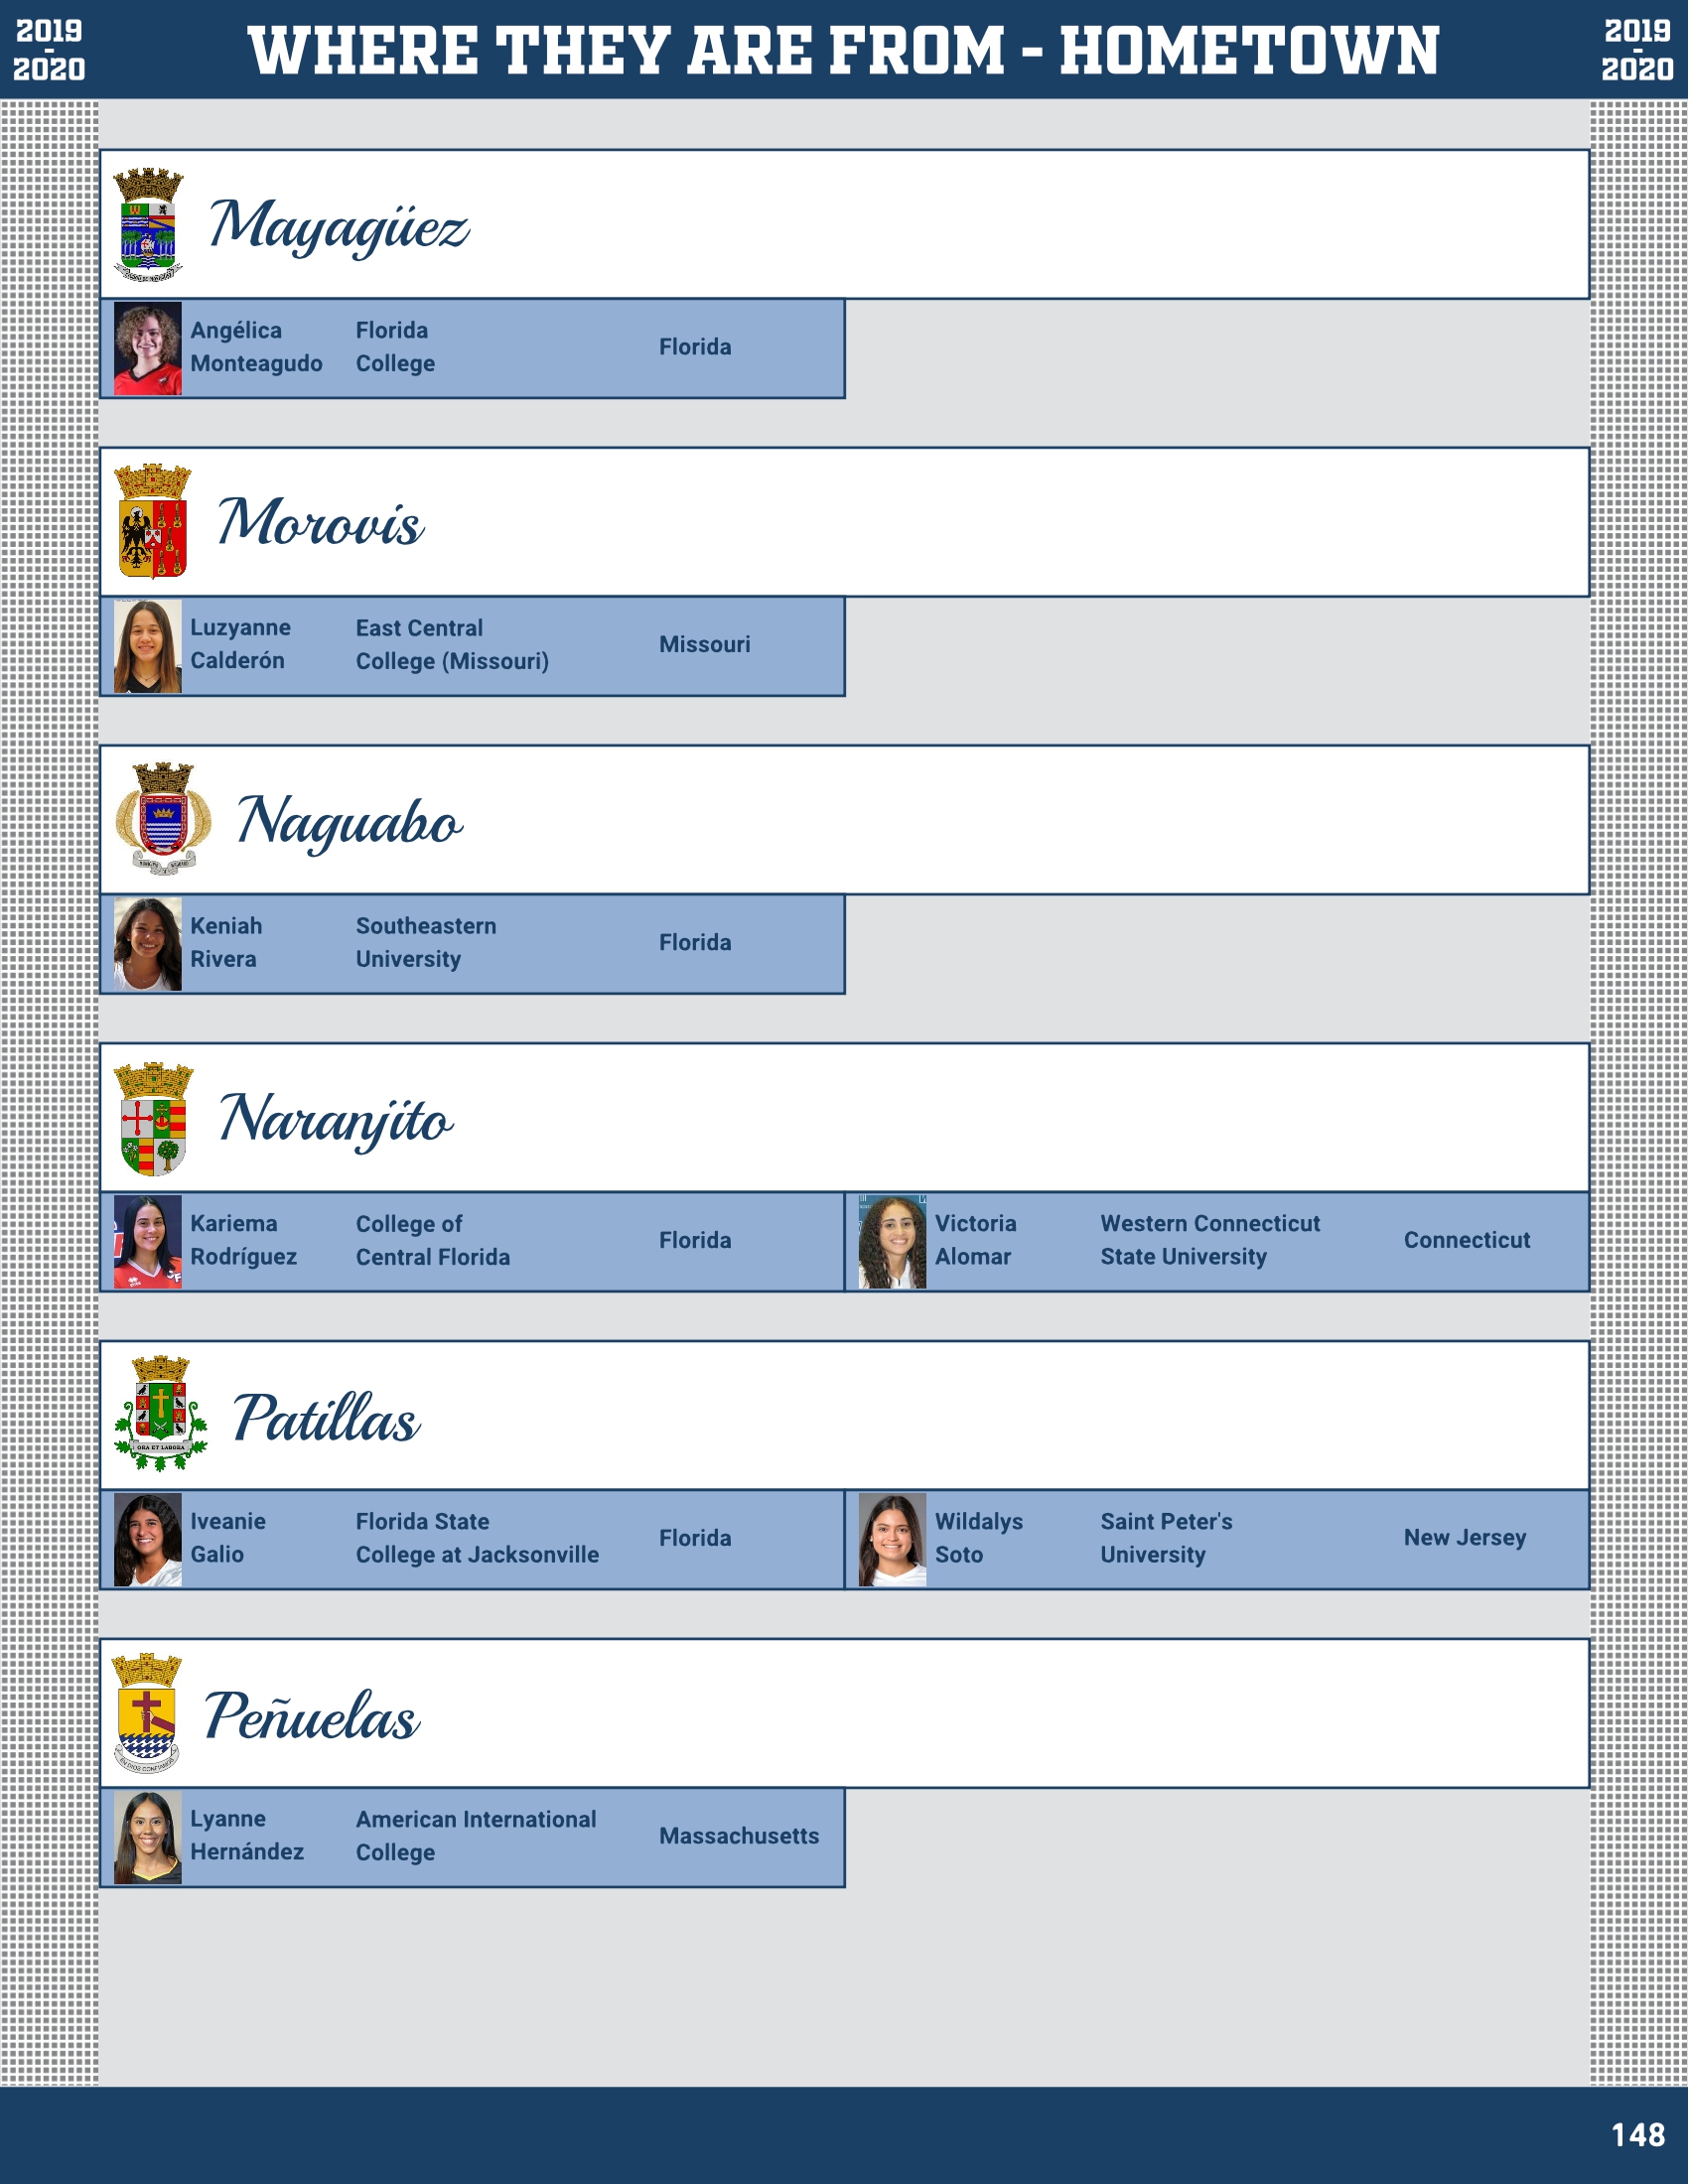 2019
-
2020
WHERE THEY ARE FROM - HOMETOWN
2019
-
2020
Mayagüez
Angélica
Monteagudo
Florida
College
Florida
Morovis
Luzyanne
Calderón
East Central
College (Missouri)
Missouri
Naguabo
Keniah
Rivera
Southeastern
University
Florida
Naranjito
Kariema
Rodríguez
College of
Central Florida
Florida
Victoria
Alomar
Western Connecticut
State University
Connecticut
Patillas
ORA ET LABORA
Iveanie
Galio
Florida State
College at Jacksonville
Florida
Wildalys
Soto
Saint Peter's
University
New Jersey
Peñuelas
EN DIOS CONFIAMOS
Lyanne
Hernández
American International
College
Massachusetts
148